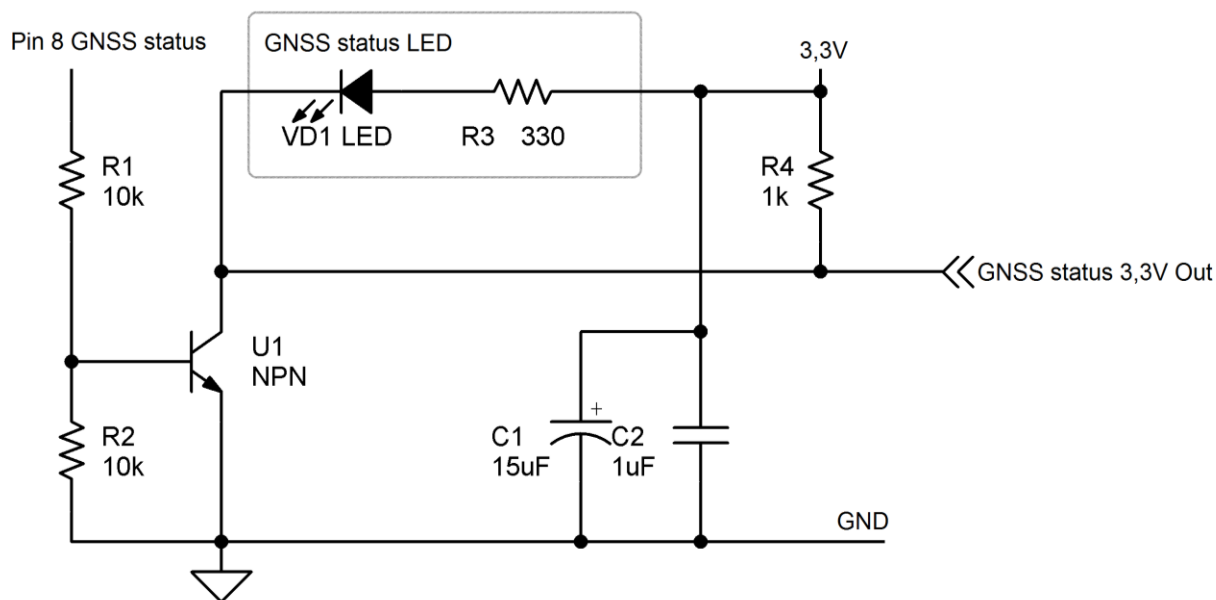 Pin 8 GNSS status
GNSS status LED
3,3V
VD1 LED
R3 330
R1
10k
R4
1k
GNSS status 3,3V Out
U1
NPN
R2
10k
+
C1
15uF
C2
1uF
GND